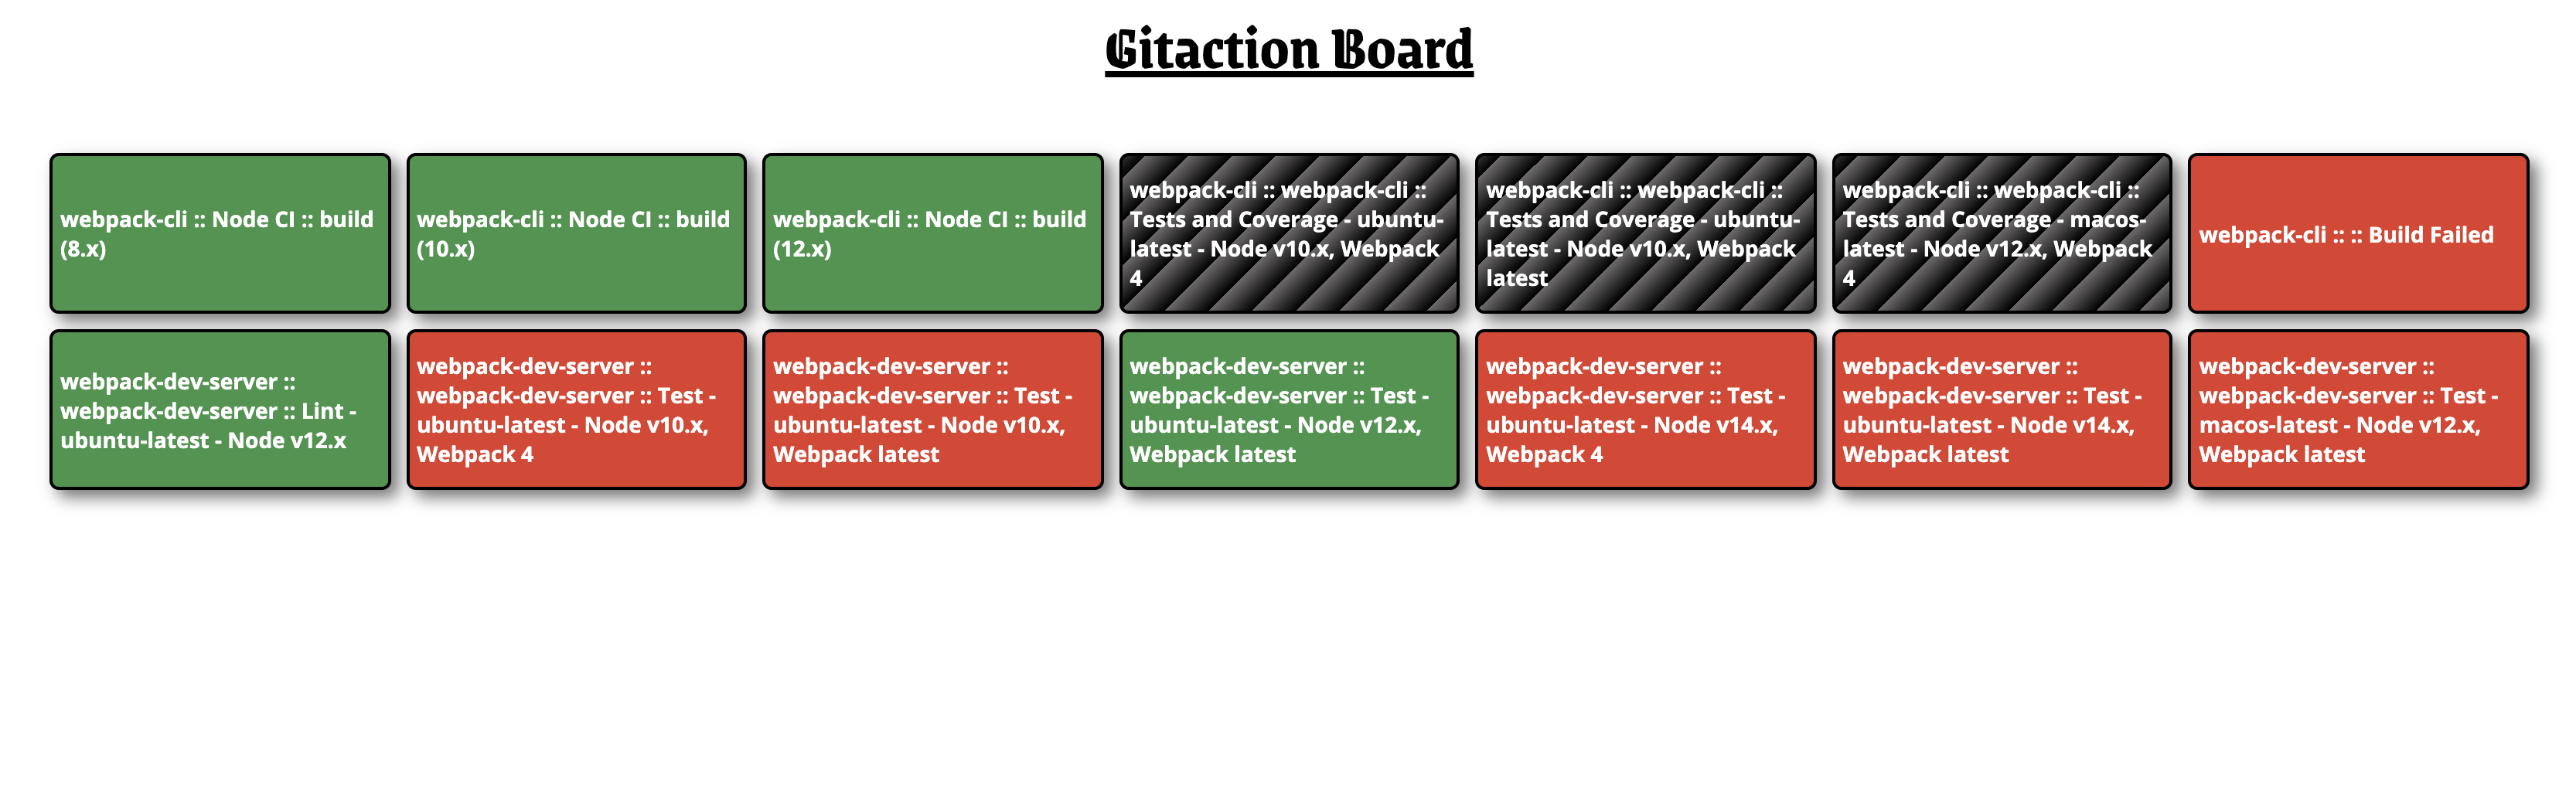 Gitaction Board
webpack-cli :: Node CI :: build
(8.x)
webpack-cli :: Node CI :: build
(10.x)
webpack-cli :: Node CI :: build
(12.x)
webpack-cli :: webpack-cli ::
Tests and Coverage - ubuntu-
latest - Node v10.x, Webpack
4
webpack-cli :: webpack-cli ::
Tests and Coverage - ubuntu-
latest - Node v10.x, Webpack
latest
webpack-cli :: webpack-cli ::
Tests and Coverage - macos-
latest - Node v12.x, Webpack
4
webpack-cli :: :: Build Failed
webpack-dev-server ::
webpack-dev-server :: Lint -
ubuntu-latest - Node v12.x
webpack-dev-server ::
webpack-dev-server :: Test -
ubuntu-latest - Node v10.x,
Webpack 4
webpack-dev-server ::
webpack-dev-server :: Test -
ubuntu-latest - Node v10.x,
Webpack latest
webpack-dev-server ::
webpack-dev-server :: Test -
ubuntu-latest - Node v12.x,
Webpack latest
webpack-dev-server ::
webpack-dev-server :: Test -
ubuntu-latest - Node v14.x,
Webpack 4
webpack-dev-server ::
webpack-dev-server :: Test -
ubuntu-latest - Node v14.x,
Webpack latest
webpack-dev-server ::
webpack-dev-server :: Test -
macos-latest - Node v12.x,
Webpack latest